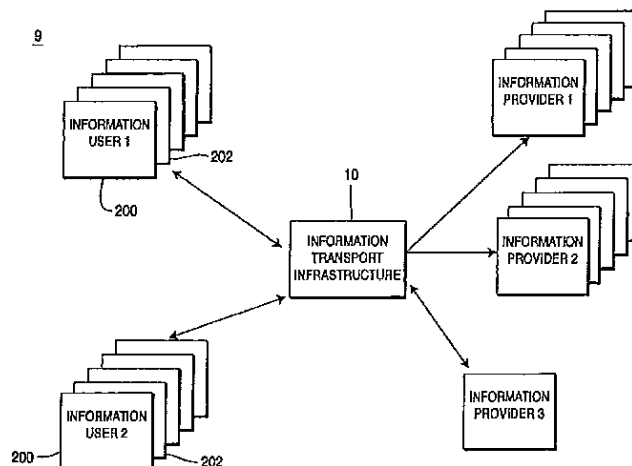 9
INFORMATION
USER 1
202
200
INFORMATION
PROVIDER 1
10
INFORMATION
TRANSPORT
INFRASTRUCTURE
INFORMATION
PROVIDER 2
INFORMATION
PROVIDER 3
INFORMATION
USER 2
200
202